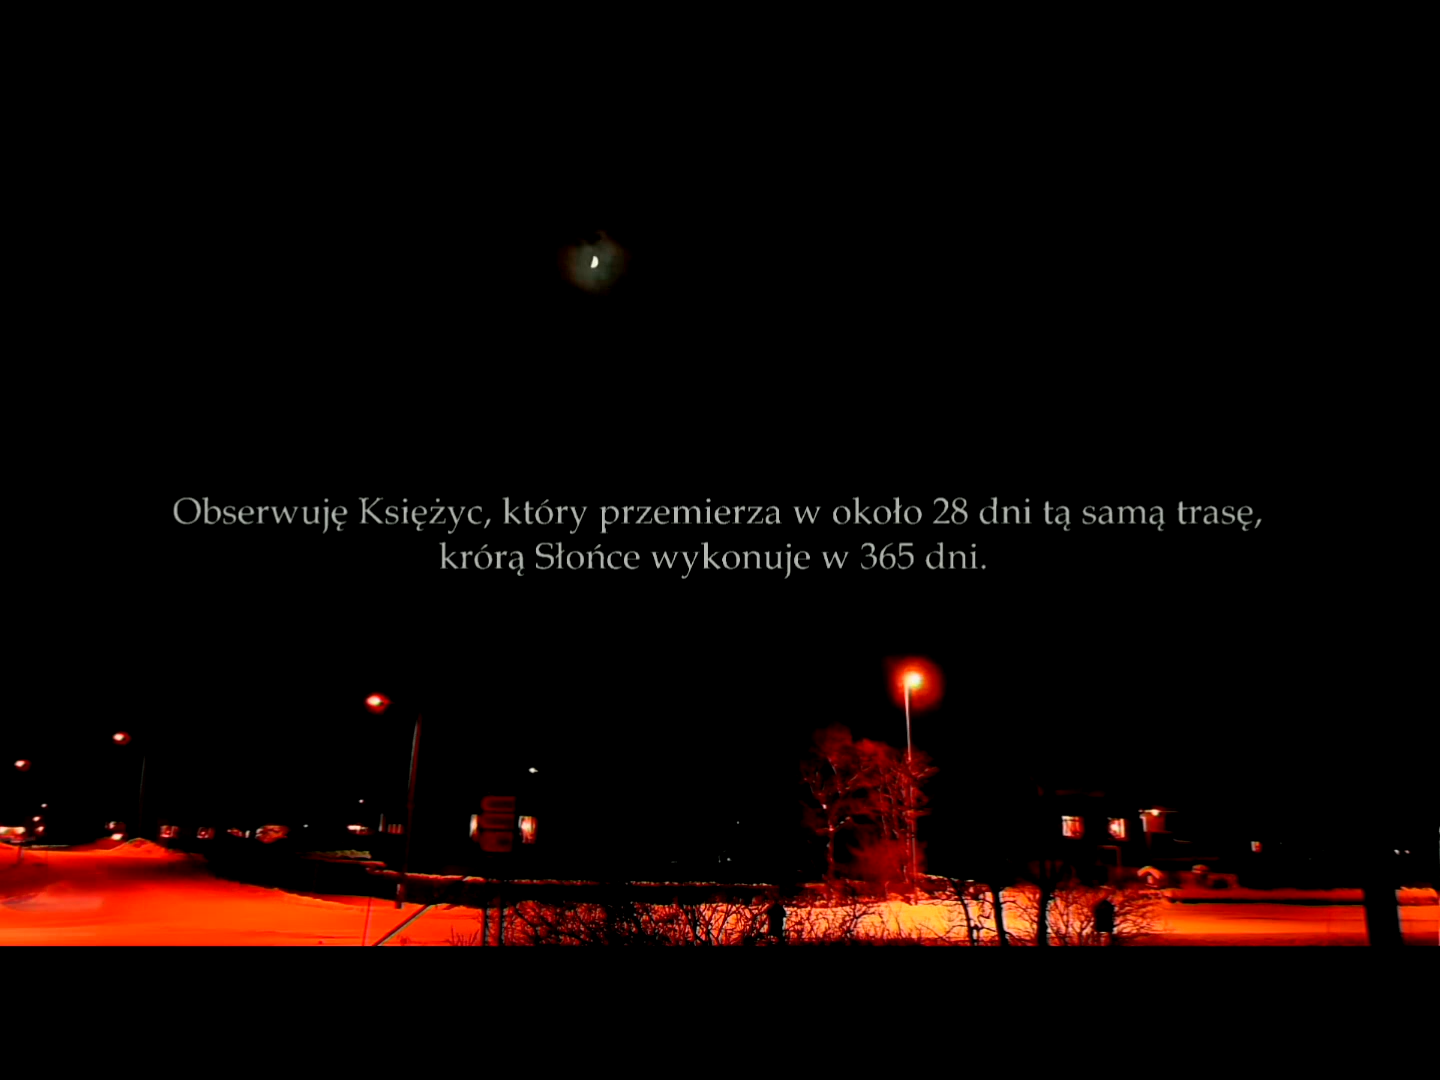 Obserwuję Księżyc, który przemierza w około 28 dni tą samą trasę,
krórą Słońce wykonuje w 365 dni.